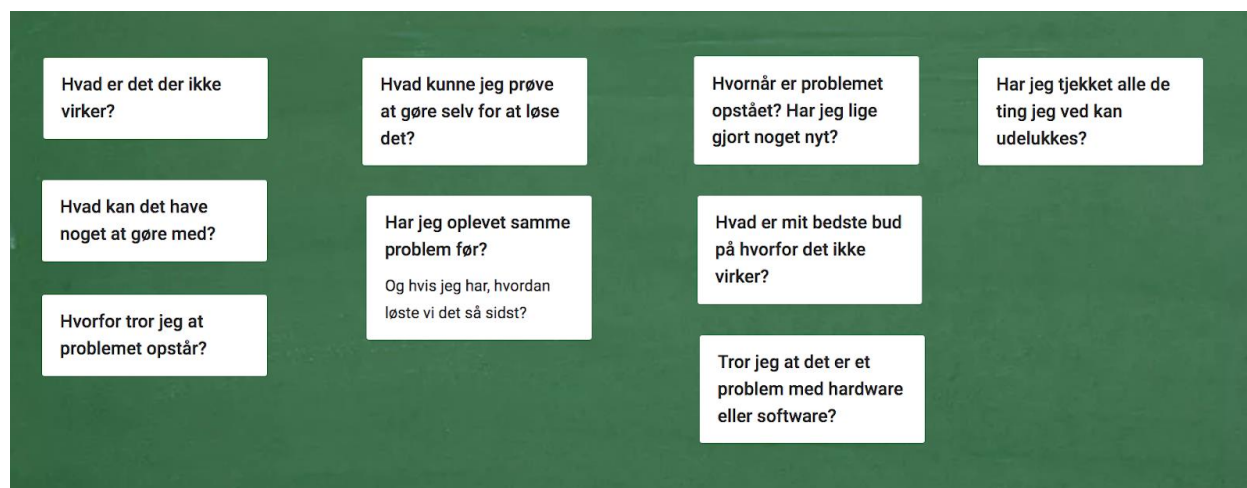 Hvad er det der ikke
virker?
Hvad kan det have
noget at gøre med?
Hvorfor tror jeg at
problemet opstår?
Hvad kunne jeg prøve
at gøre selv for at løse
det?
Har jeg oplevet samme
problem før?
Og hvis jeg har, hvordan
løste vi det så sidst?
Hvornår er problemet
opstået? Har jeg lige
gjort noget nyt?
Hvad er mit bedste bud
på hvorfor det ikke
virker?
Tror jeg at det er et
problem med hardware
eller software?
Har jeg tjekket alle de
ting jeg ved kan
udelukkes?